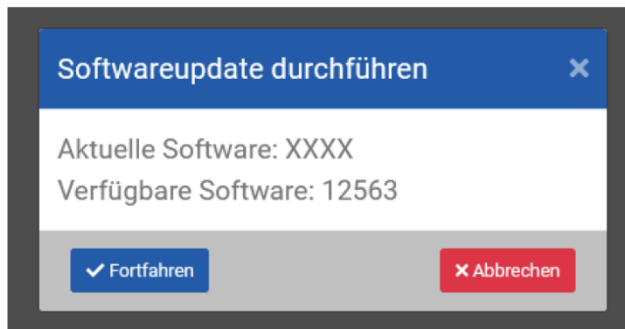 Softwareupdate durchführen
Aktuelle Software: XXXX
Verfügbare Software: 12563
Fortfahren
Abbrechen